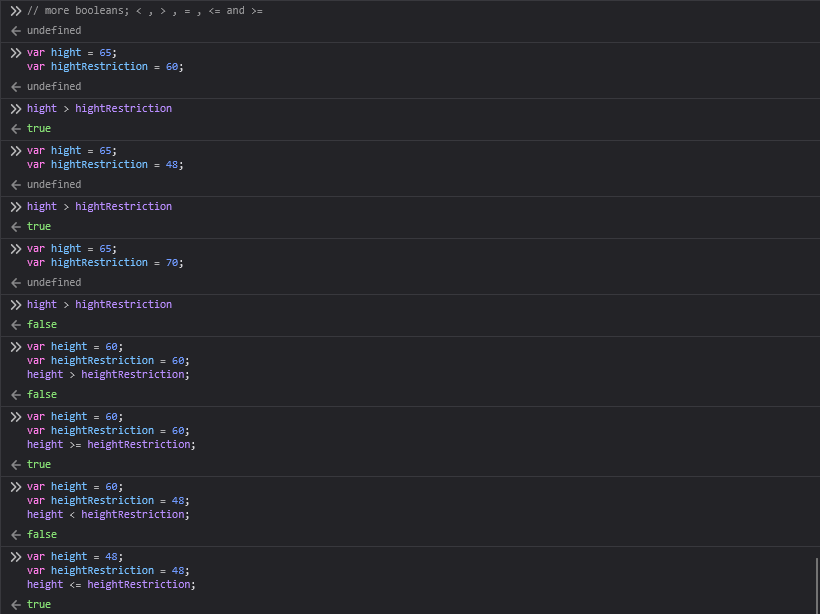 // more booleans; < , > , = , <= and >=
undefined
var hight = 65;
var hightRestriction = 60;
undefined
hight > hightRestriction
true
var hight = 65;
var hightRestriction = 48;
undefined
hight > hightRestriction
true
var hight = 65;
var hightRestriction = 70;
undefined
hight > hightRestriction
false
var height = 60;
var heightRestriction = 60;
height > heightRestriction;
false
var height = 60;
var heightRestriction = 60;
height >= heightRestriction;
true
var height = 60;
var heightRestriction = 48;
height < heightRestriction;
false
var height = 48;
var heightRestriction = 48;
height <= heightRestriction;
true